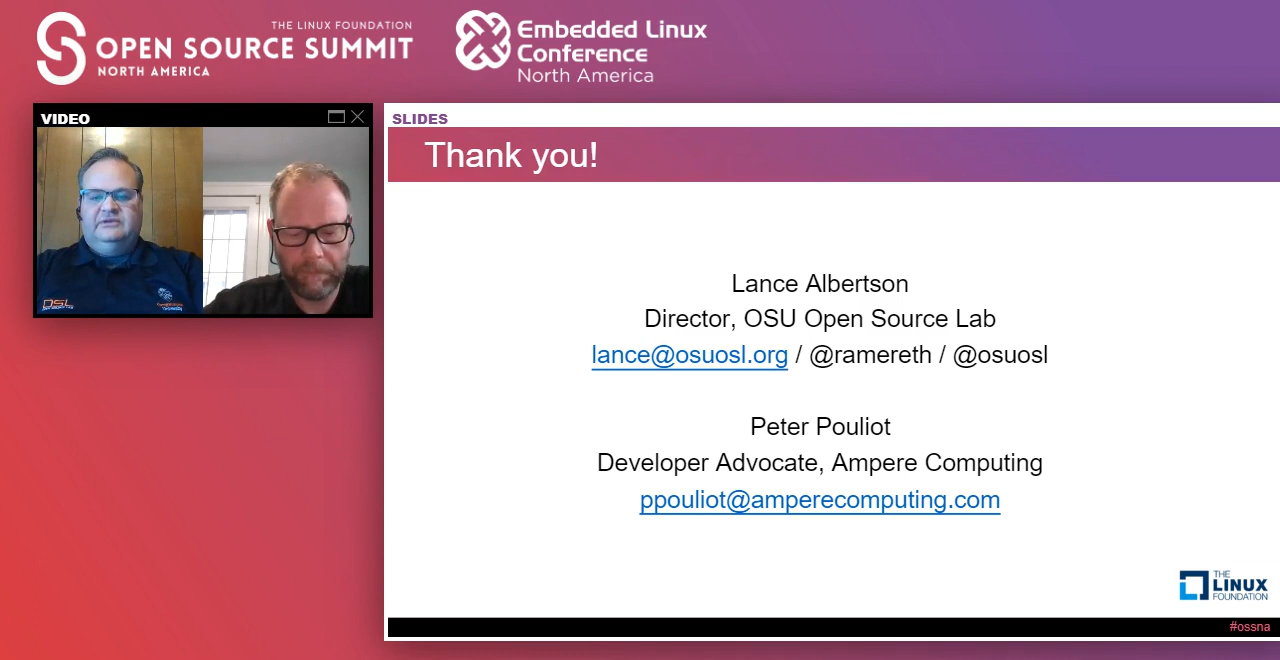 THE LINUX FOUNDATION
OPEN SOURCE SUMMIT
NORTH AMERICA
Embedded Linux
Conference
North America
VIDEO
SLIDES
Thank you!
Lance Albertson
Director, OSU Open Source Lab
lance@osuosl.org / @ramereth / @osuosl
Peter Pouliot
Developer Advocate, Ampere Computing
ppouliot@amperecomputing.com
THE
LINUX
FOUNDATION
#ossna
OSL